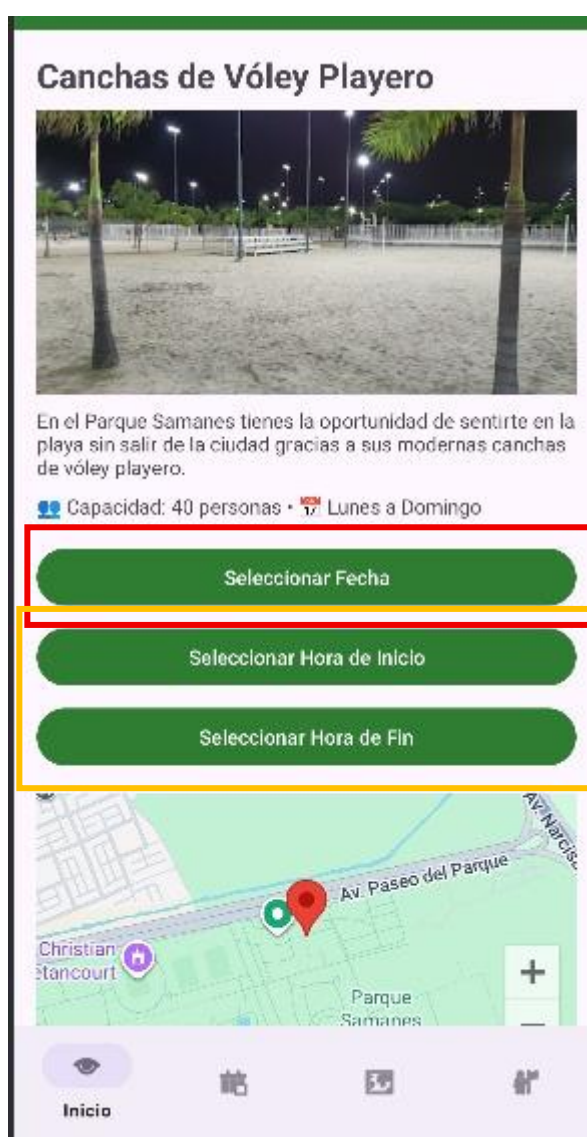 Canchas de Vóley Playero
En el Parque Samanes tienes la oportunidad de sentirte en la
playa sin salir de la ciudad gracias a sus modernas canchas
de vóley playero.
👥 Capacidad: 40 personas • 📅 Lunes a Domingo
Seleccionar Fecha
Seleccionar Hora de Inicio
Seleccionar Hora de Fin
Av. Narcisa
Av. Paseo del Parque
Christian
etancourt
Parque
Samanes
Inicio